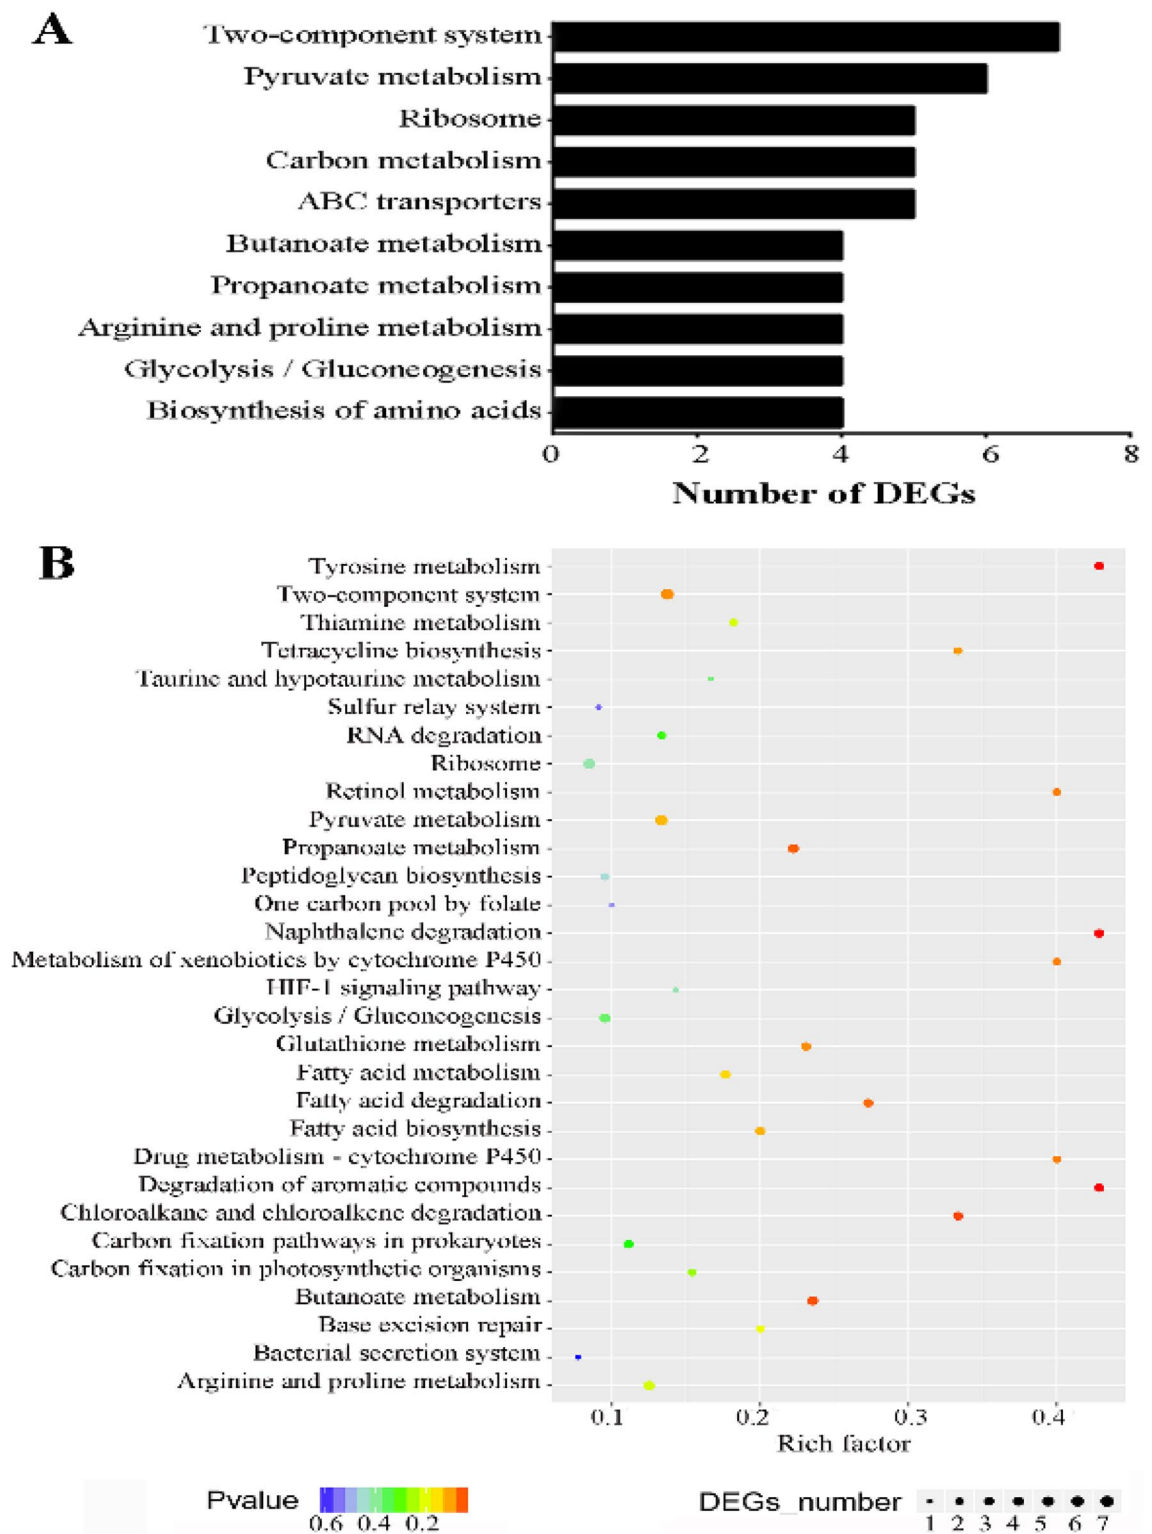 A
Two-component system
Pyruvate metabolism
Ribosome
Carbon metabolism
ABC transporters
Butanoate metabolism
Propanoate metabolism
Arginine and proline metabolism
Glycolysis / Gluconeogenesis
Biosynthesis of amino acids
0 2 4 6 8
Number of DEGs
B
Tyrosine metabolism
Two-component system
Thiamine metabolism
Tetracycline biosynthesis
Taurine and hypotaurine metabolism
Sulfur relay system
RNA degradation
Ribosome
Retinol metabolism
Pyruvate metabolism
Propanoate metabolism
Peptidoglycan biosynthesis
One carbon pool by folate
Naphthalene degradation
Metabolism of xenobiotics by cytochrome P450
HIF-1 signaling pathway
Glycolysis / Gluconeogenesis
Glutathione metabolism
Fatty acid metabolism
Fatty acid degradation
Fatty acid biosynthesis
Drug metabolism - cytochrome P450
Degradation of aromatic compounds
Chloroalkane and chloroalkene degradation
Carbon fixation pathways in prokaryotes
Carbon fixation in photosynthetic organisms
Butanoate metabolism
Base excision repair
Bacterial secretion system
Arginine and proline metabolism
0.1 0.2 0.3 0.4
Rich factor
Pvalue
0.6 0.4 0.2
DEGs_number
1 2 3 4 5 6 7